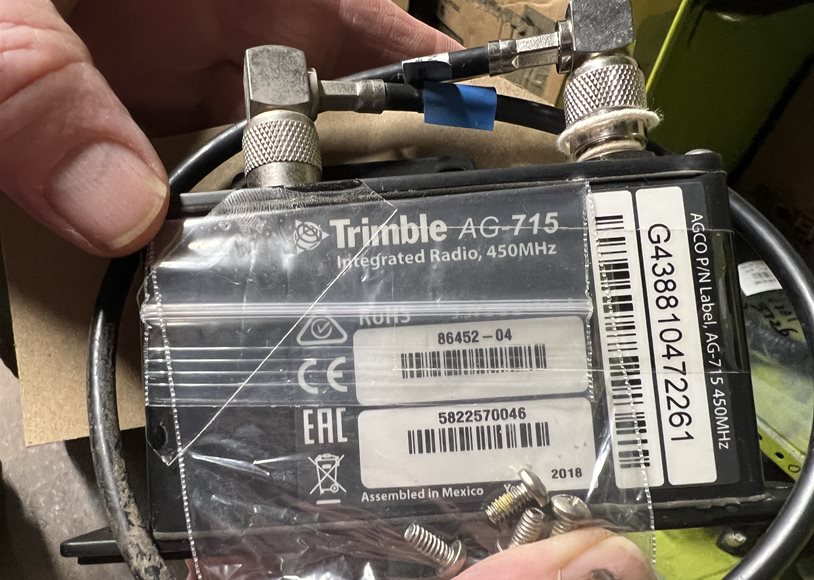 Trimble AG-715
Integrated Radio, 450MHz
RoHS
86452-04
CE
EAC
5822570046
2018
Assembled in Mexico
G438810472261
AGCO P/N Label, AG-715 450MHz